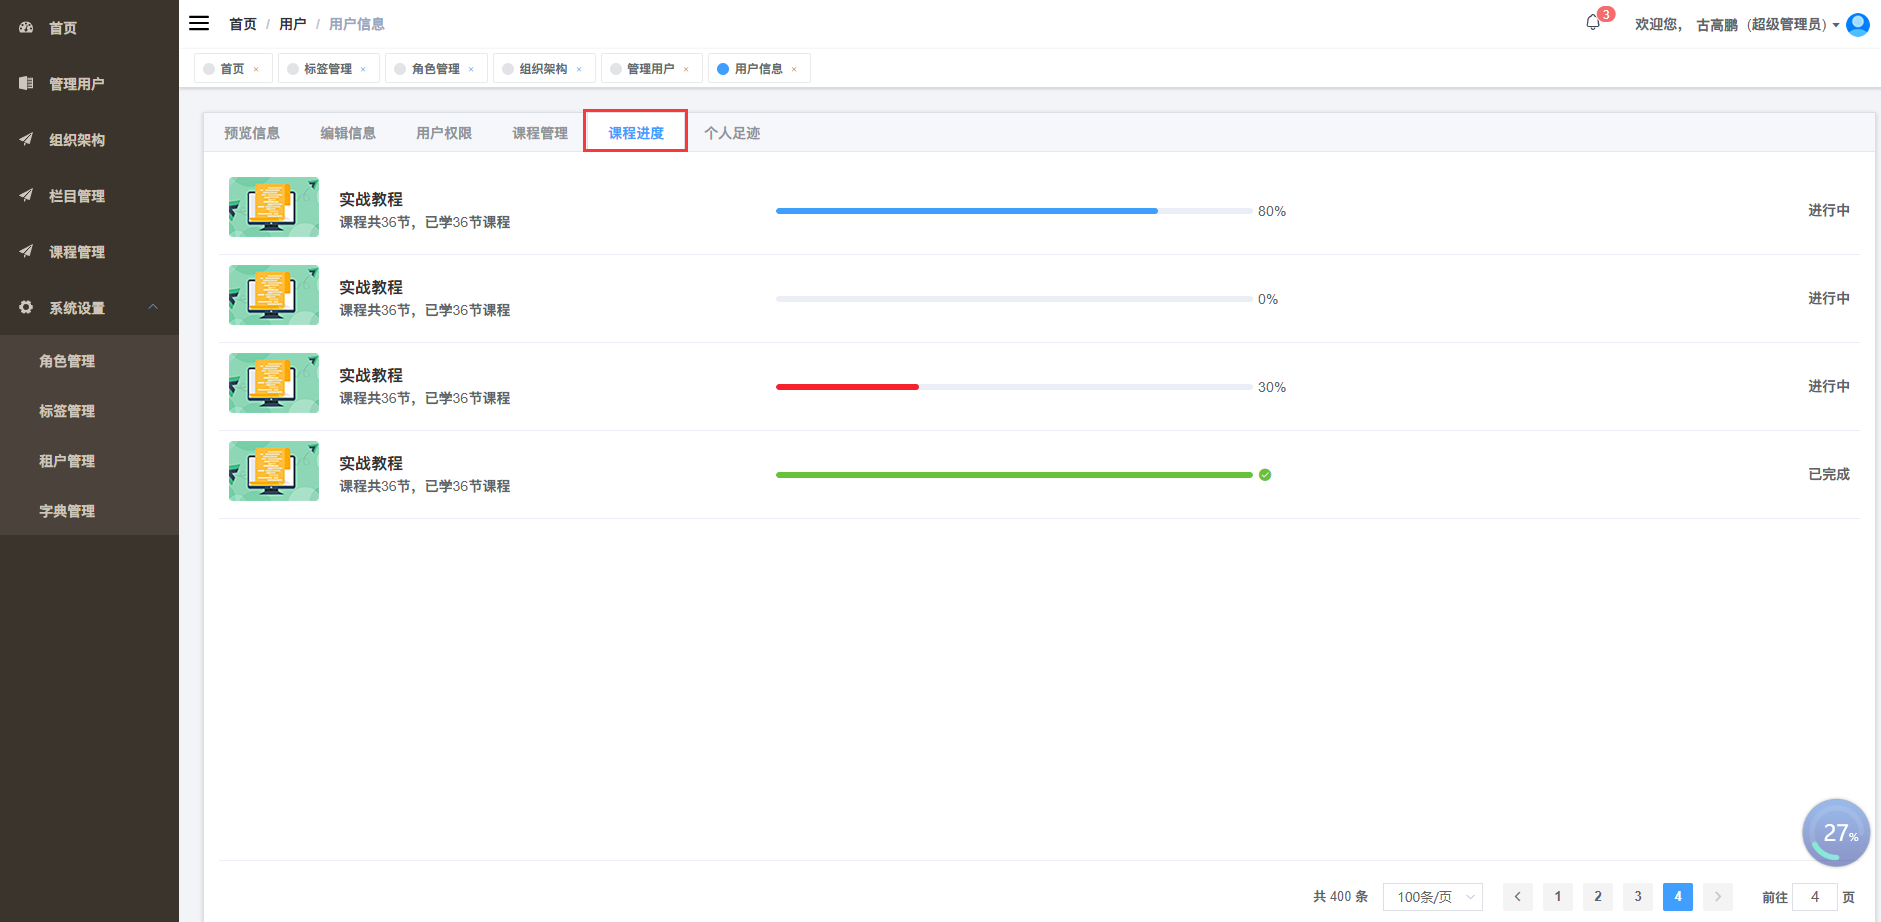 首页
管理用户
组织架构
栏目管理
课程管理
系统设置
角色管理
标签管理
租户管理
字典管理
首页 / 用户 / 用户信息
3
欢迎您， 古高鹏（超级管理员）
首页 × 标签管理 × 角色管理 × 组织架构 × 管理用户 × 用户信息 ×
预览信息 编辑信息 用户权限 课程管理 课程进度 个人足迹
实战教程
课程共36节，已学36节课程
80%
进行中
实战教程
课程共36节，已学36节课程
0%
进行中
实战教程
课程共36节，已学36节课程
30%
进行中
实战教程
课程共36节，已学36节课程
已完成
27%
共 400 条 100条/页 1 2 3 4 前往 4 页